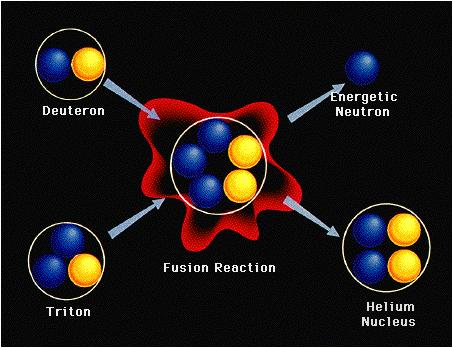 Deuteron
Energetic
Neutron
Fusion Reaction
Triton
Helium
Nucleus